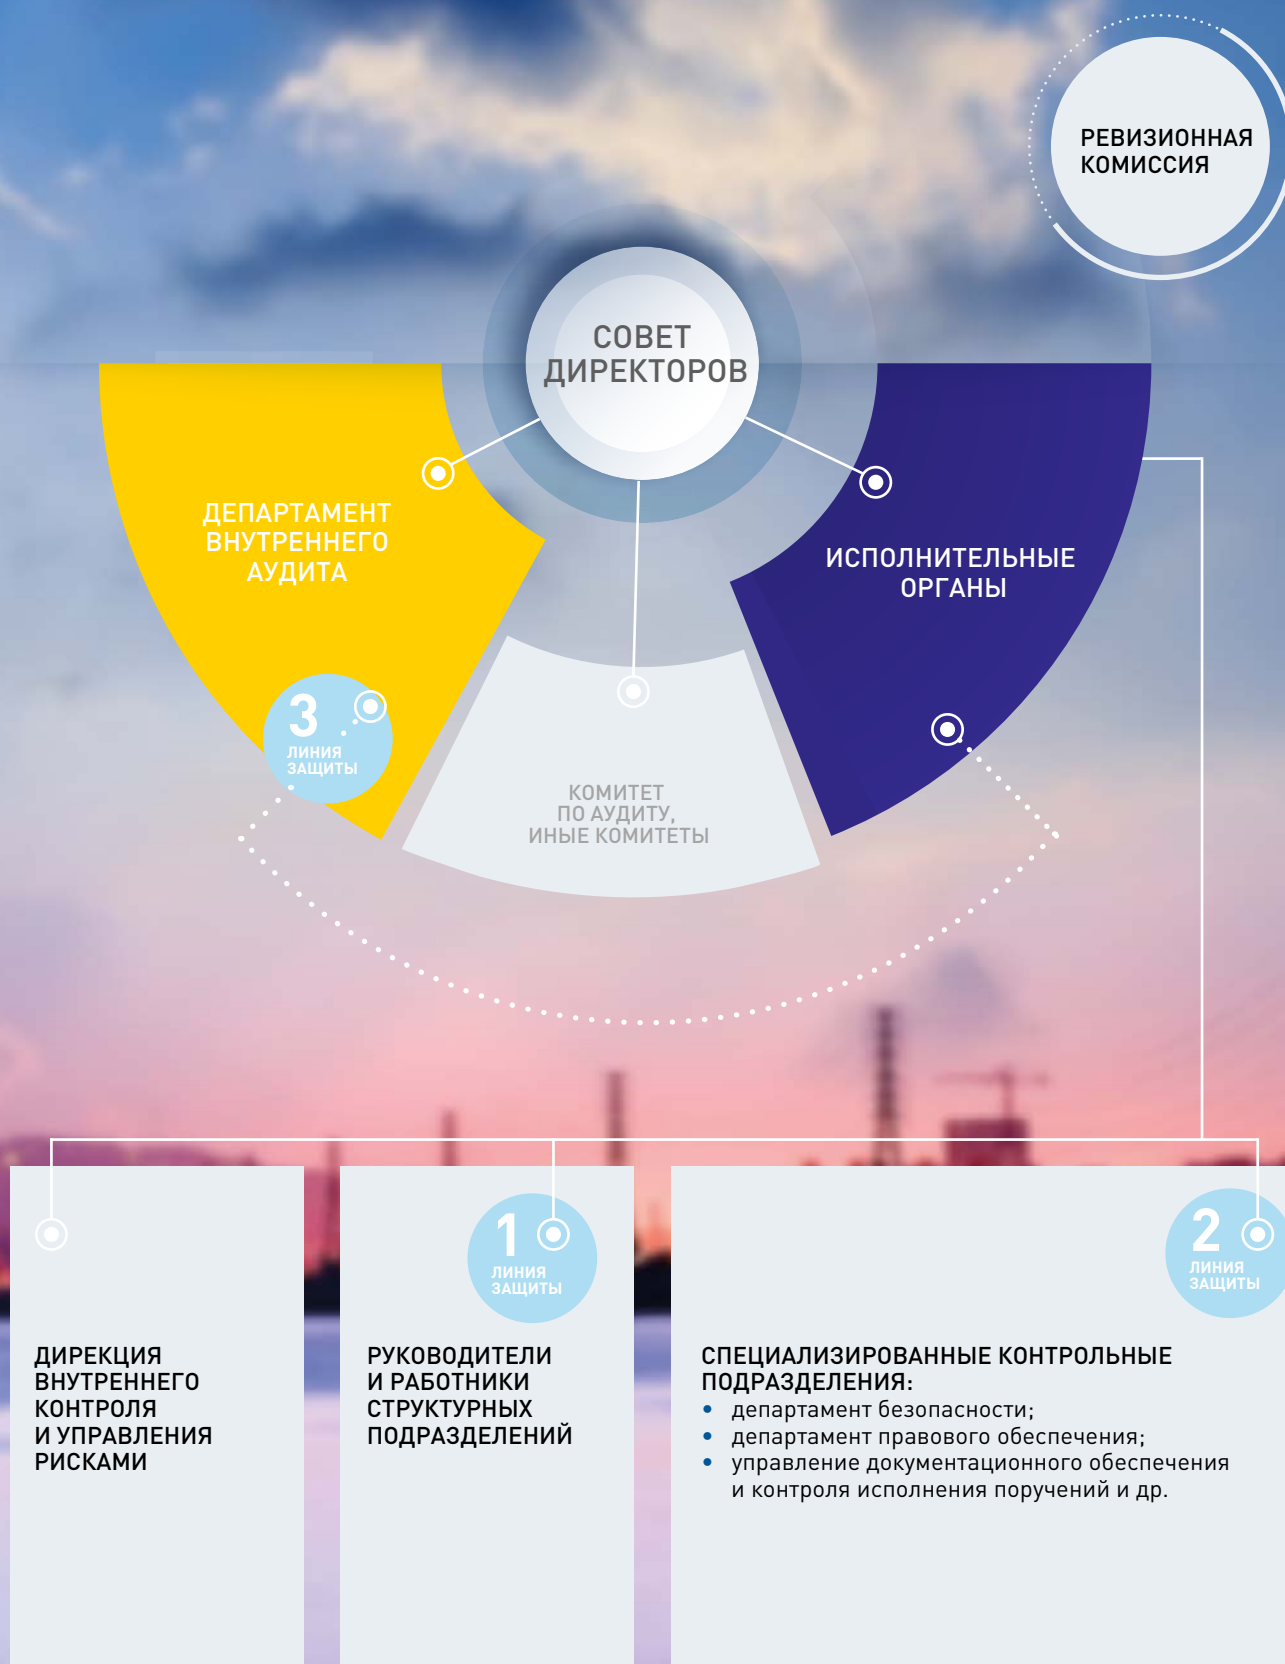 РЕВИЗИОННАЯ
КОМИССИЯ
СОВЕТ
ДИРЕКТОРОВ
ДЕПАРТАМЕНТ
ВНУТРЕННЕГО
АУДИТА
ИСПОЛНИТЕЛЬНЫЕ
ОРГАНЫ
3
ЛИНИЯ
ЗАЩИТЫ
КОМИТЕТ
ПО АУДИТУ,
ИНЫЕ КОМИТЕТЫ
ДИРЕКЦИЯ
ВНУТРЕННЕГО
КОНТРОЛЯ
И УПРАВЛЕНИЯ
РИСКАМИ
1
ЛИНИЯ
ЗАЩИТЫ
РУКОВОДИТЕЛИ
И РАБОТНИКИ
СТРУКТУРНЫХ
ПОДРАЗДЕЛЕНИЙ
2
ЛИНИЯ
ЗАЩИТЫ
СПЕЦИАЛИЗИРОВАННЫЕ КОНТРОЛЬНЫЕ
ПОДРАЗДЕЛЕНИЯ:
• департамент безопасности;
• департамент правового обеспечения;
• управление документационного обеспечения
и контроля исполнения поручений и др.